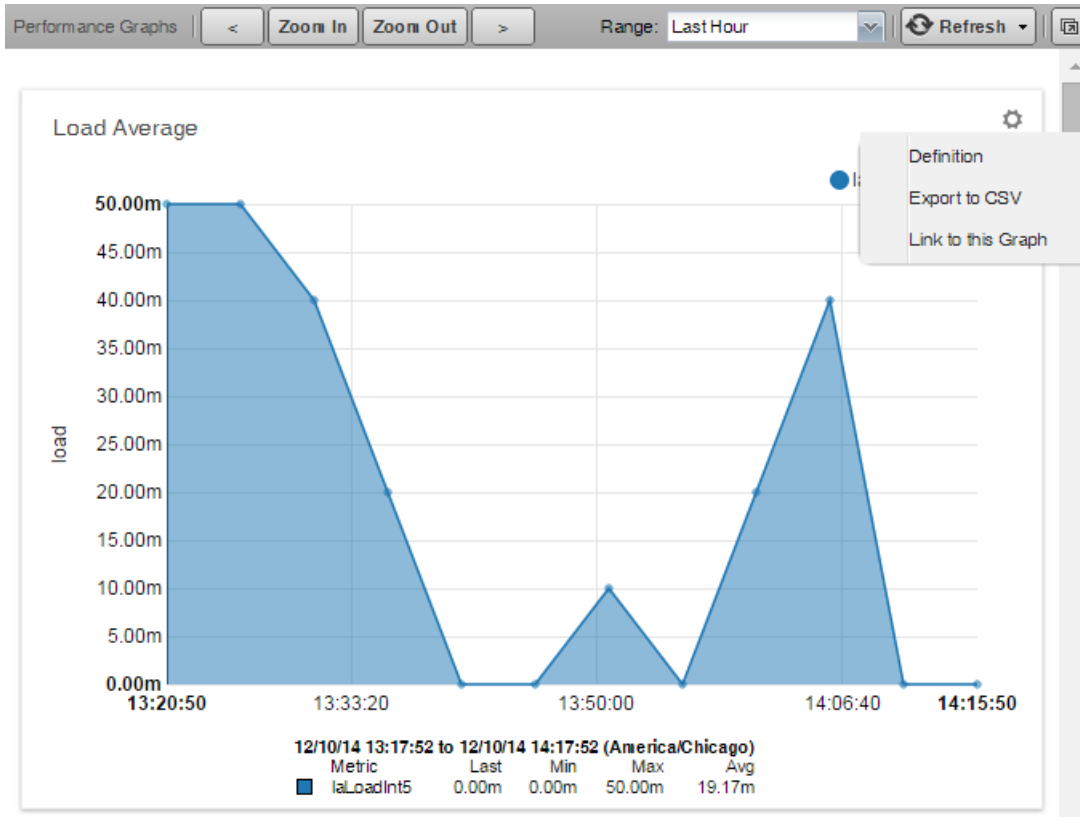 Performance Graphs < Zoom In Zoom Out > Range: Last Hour Refresh
Load Average
Definition
Export to CSV
Link to this Graph
50.00m
45.00m
40.00m
35.00m
30.00m
25.00m
20.00m
15.00m
10.00m
5.00m
0.00m
load
13:20:50 13:33:20 13:50:00 14:06:40 14:15:50
12/10/14 13:17:52 to 12/10/14 14:17:52 (America/Chicago)
Metric Last Min Max Avg
laLoadInt5 0.00m 0.00m 50.00m 19.17m